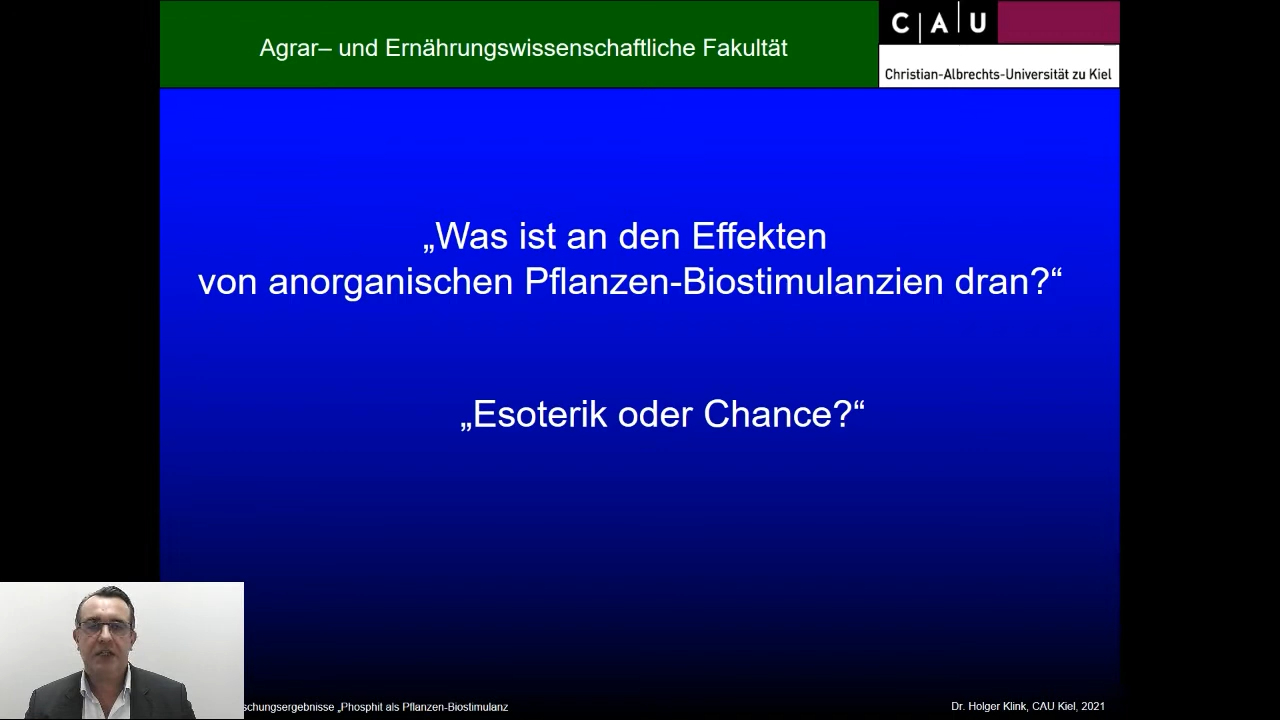 Agrar– und Ernährungswissenschaftliche Fakultät
C|A|U
Christian-Albrechts-Universität zu Kiel
„Was ist an den Effekten
von anorganischen Pflanzen-Biostimulanzien dran?“
„Esoterik oder Chance?“
schungsergebnisse „Phosphit als Pflanzen-Biostimulanz
Dr. Holger Klink, CAU Kiel, 2021